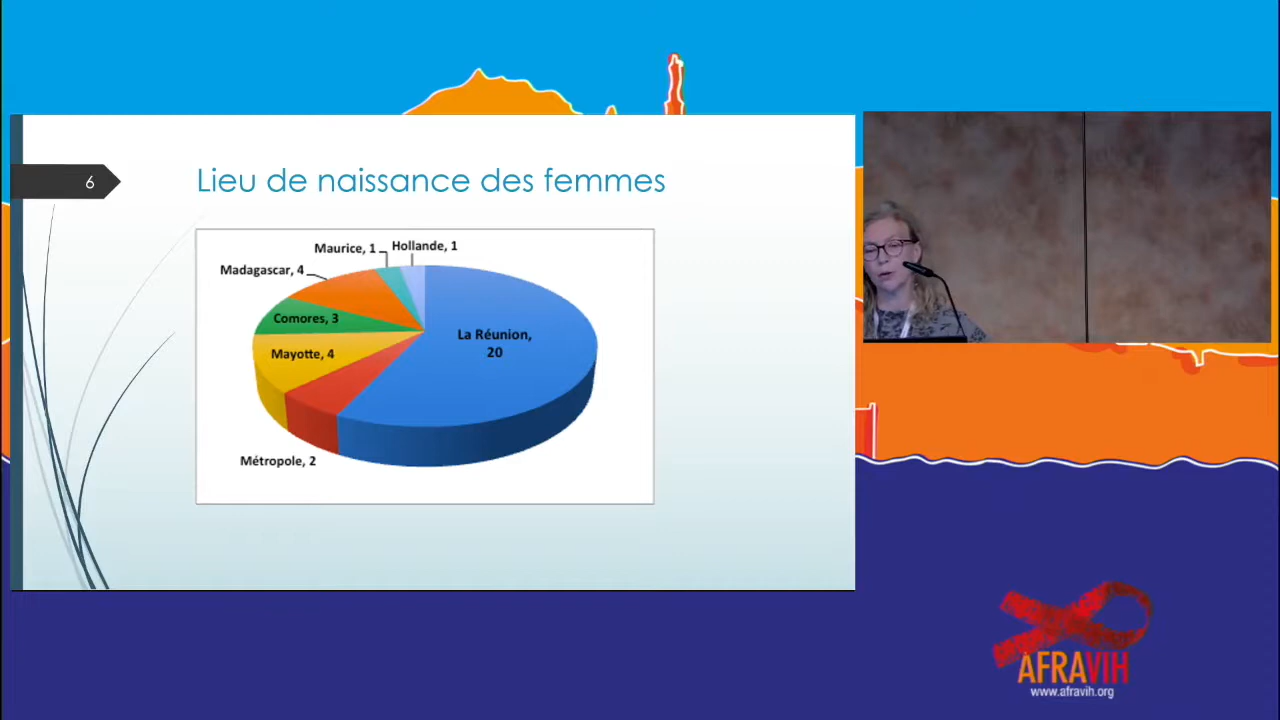 6
Lieu de naissance des femmes
Maurice, 1
Hollande, 1
Madagascar, 4
Comores, 3
La Réunion,
20
Mayotte, 4
Métropole, 2
AFRAVIH
www.afravih.org